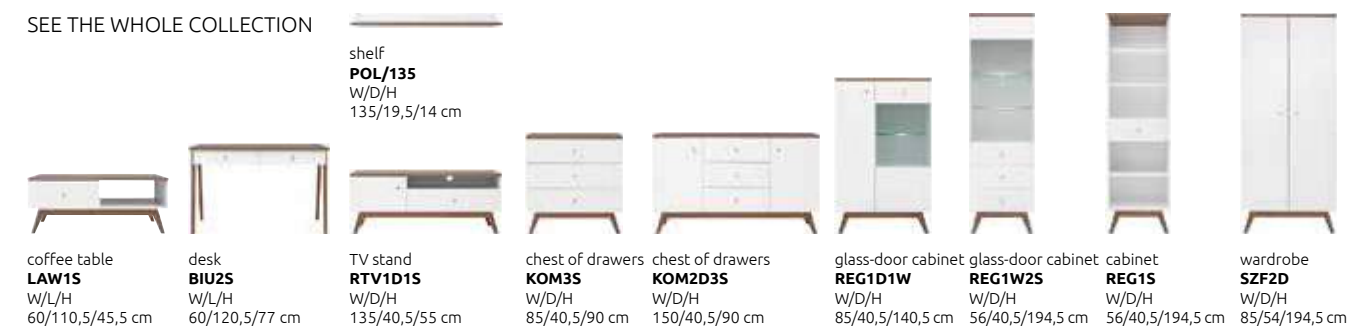 SEE THE WHOLE COLLECTION
shelf
POL/135
W/D/H
135/19,5/14 cm
coffee table
LAW1S
W/L/H
60/110,5/45,5 cm
desk
BIU2S
W/L/H
60/120,5/77 cm
TV stand
RTV1D1S
W/D/H
135/40,5/55 cm
chest of drawers
KOM3S
W/D/H
85/40,5/90 cm
chest of drawers
KOM2D3S
W/D/H
150/40,5/90 cm
glass-door cabinet
REG1D1W
W/D/H
85/40,5/140,5 cm
glass-door cabinet
REG1W2S
W/D/H
56/40,5/194,5 cm
cabinet
REG1S
W/D/H
56/40,5/194,5 cm
wardrobe
SZF2D
W/D/H
85/54/194,5 cm